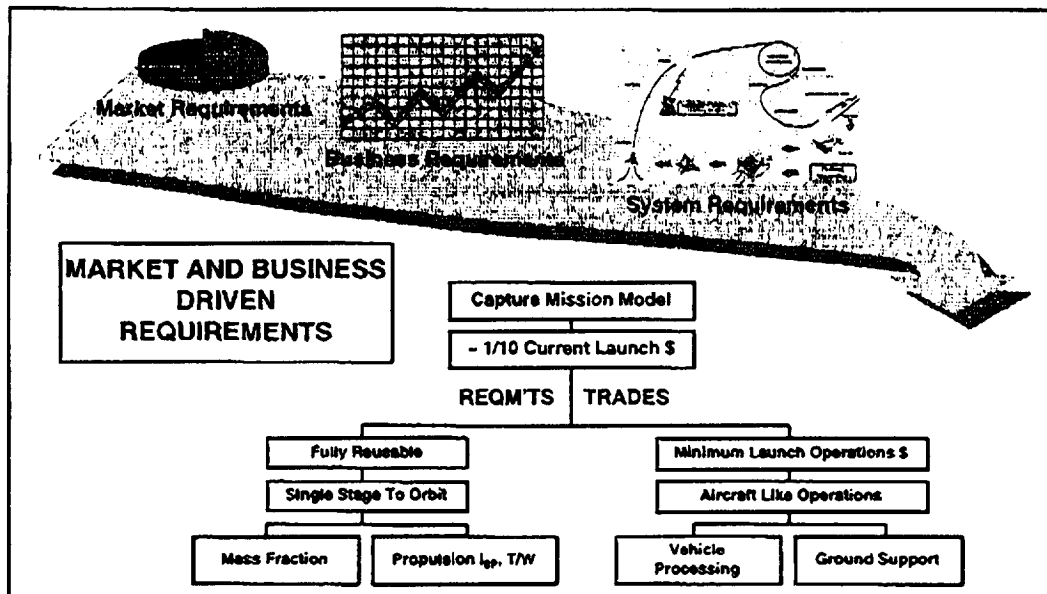 Market Requirements
Business Requirements
System Requirements
MARKET AND BUSINESS
DRIVEN
REQUIREMENTS
Capture Mission Model
~ 1/10 Current Launch $
REQM'TS TRADES
Fully Reusable
Minimum Launch Operations $
Single Stage To Orbit
Aircraft Like Operations
Mass Fraction
Propulsion Isp, T/W
Vehicle
Processing
Ground Support